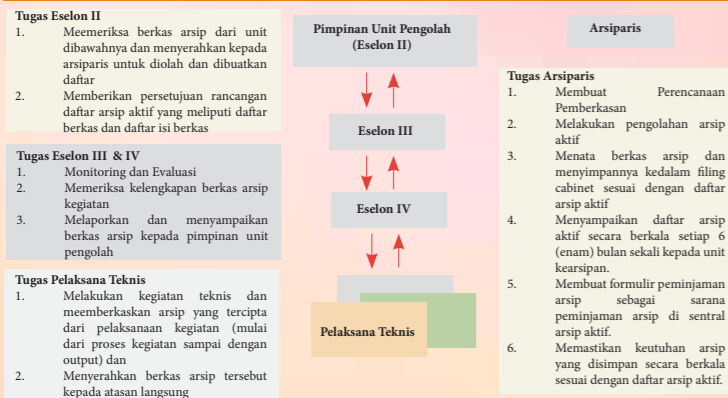 Tugas Eselon II
1. Meemeriksa berkas arsip dari unit
dibawahnya dan menyerahkan kepada
arsiparis untuk diolah dan dibuatkan
daftar
2. Memberikan persetujuan rancangan
daftar arsip aktif yang meliputi daftar
berkas dan daftar isi berkas
Tugas Eselon III & IV
1. Monitoring dan Evaluasi
2. Memeriksa kelengkapan berkas arsip
kegiatan
3. Melaporkan dan menyampaikan
berkas arsip kepada pimpinan unit
pengolah
Tugas Pelaksana Teknis
1. Melakukan kegiatan teknis dan
meemberkaskan arsip yang tercipta
dari pelaksanaan kegiatan (mulai
dari proses kegiatan sampai dengan
output) dan
2. Menyerahkan berkas arsip tersebut
kepada atasan langsung
Pimpinan Unit Pengolah
(Eselon II)
Eselon III
Eselon IV
Pelaksana Teknis
Arsiparis
Tugas Arsiparis
1. Membuat Perencanaan
Pemberkasan
2. Melakukan pengolahan arsip
aktif
3. Menata berkas arsip dan
menyimpannya kedalam filing
cabinet sesuai dengan daftar
arsip aktif
4. Menyampaikan daftar arsip
aktif secara berkala setiap 6
(enam) bulan sekali kepada unit
kearsipan.
5. Membuat formulir peminjaman
arsip sebagai sarana
peminjaman arsip di sentral
arsip aktif.
6. Memastikan keutuhan arsip
yang disimpan secara berkala
sesuai dengan daftar arsip aktif.